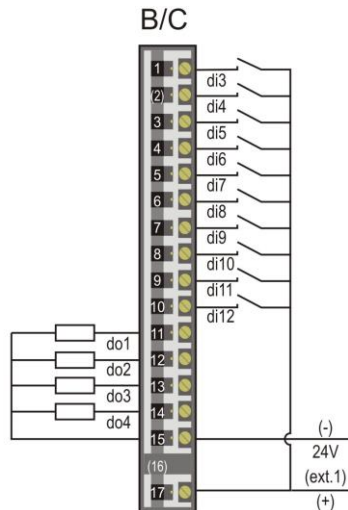 B/C
1
di3
(2)
di4
3
di5
4
di6
5
di7
6
di8
7
di9
8
di10
9
di11
10
di12
11
do1
12
do2
13
do3
14
do4
15
(-)
24V
(16)
(ext.1)
17
(+)